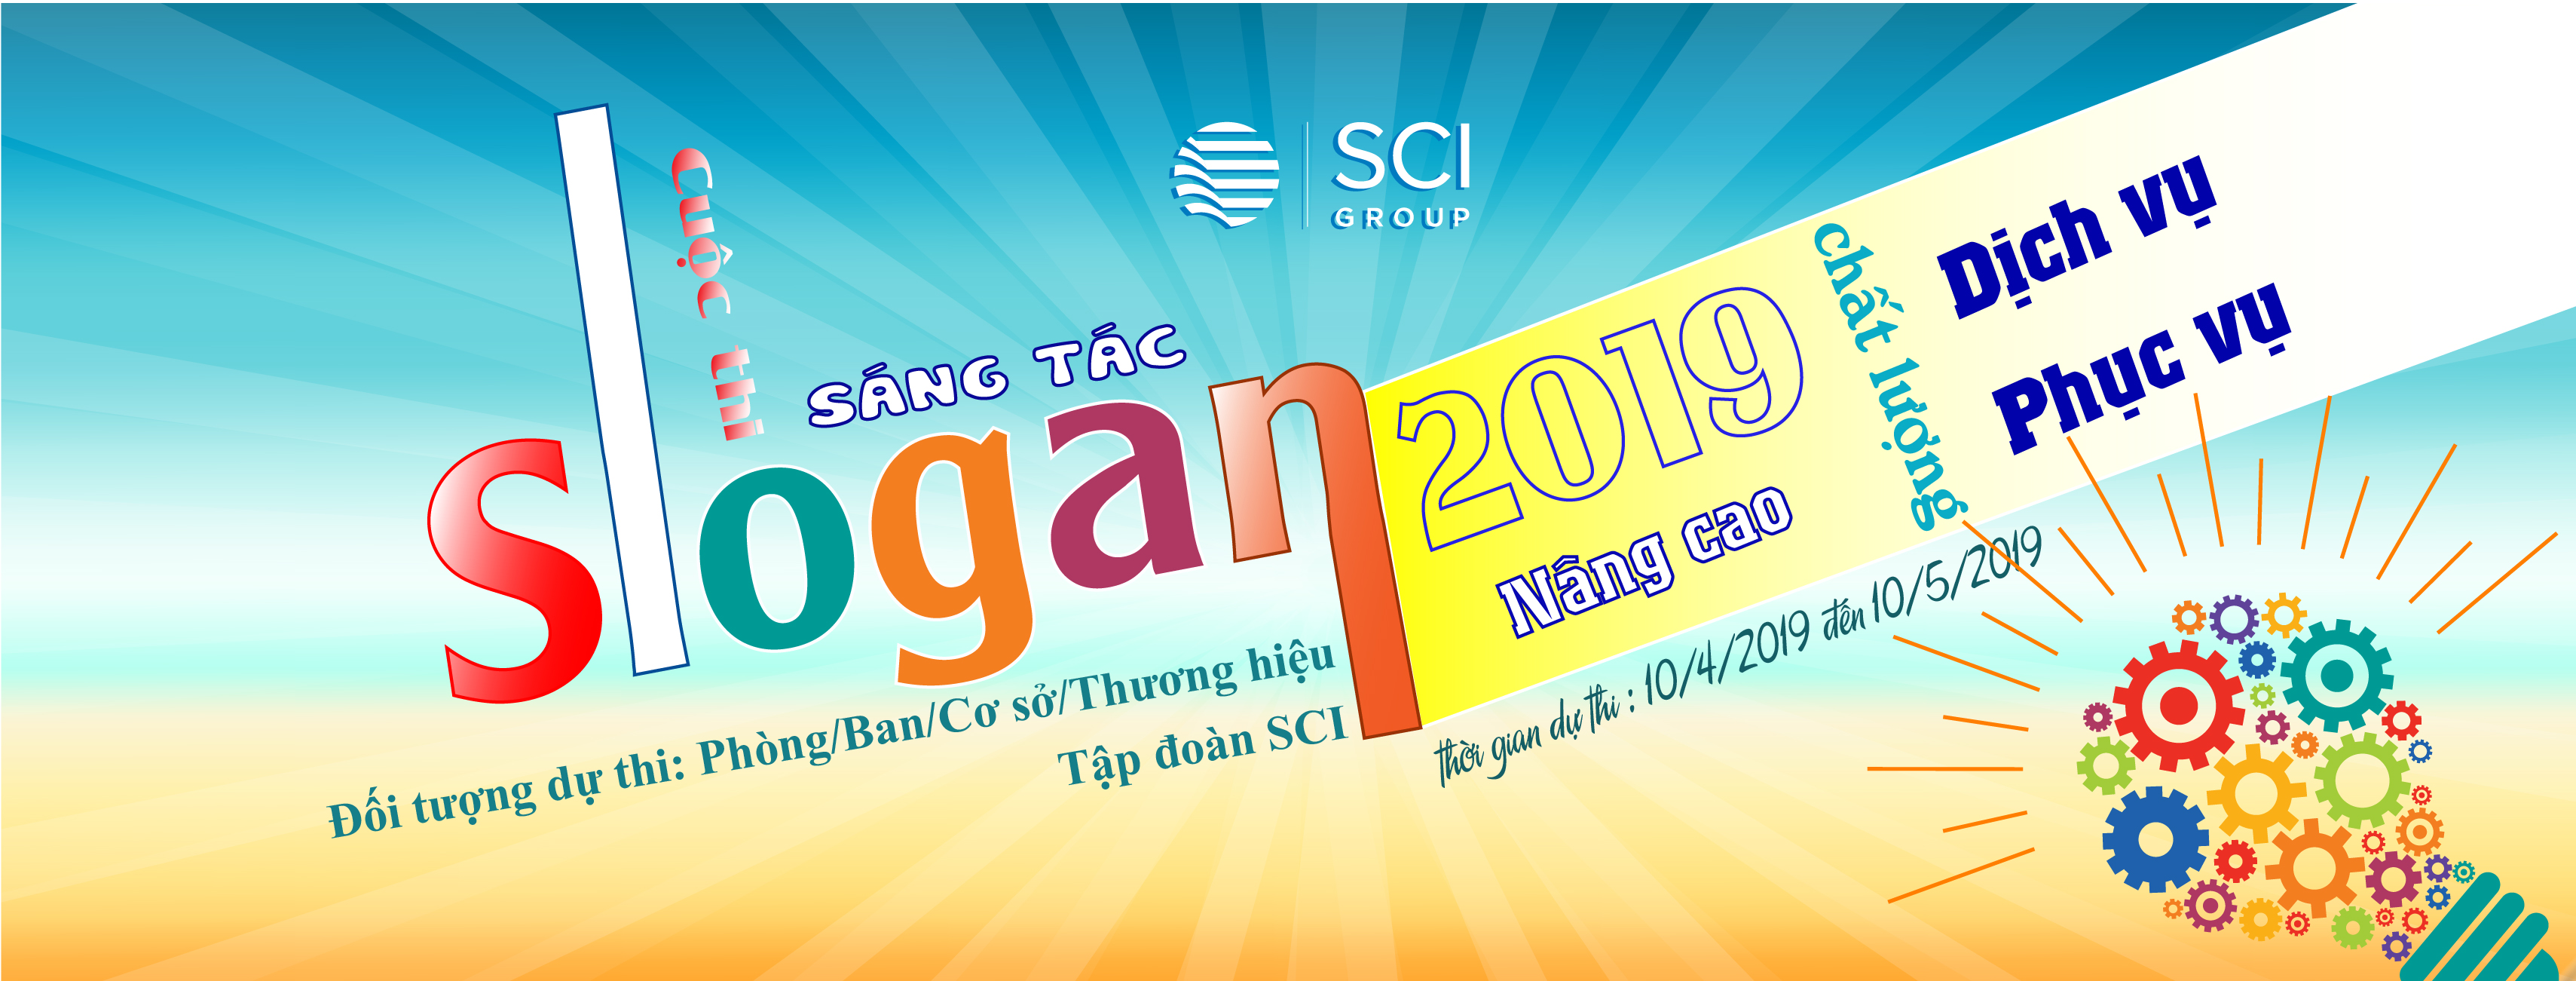 SCI
GROUP
Cuộc thi
SÁNG TÁC
slogan
2019
Nâng cao
chất lượng
Dịch vụ
Phục vụ
Đối tượng dự thi: Phòng/Ban/Cơ sở/Thương hiệu
Tập đoàn SCI
thời gian dự thi : 10/4/2019 đến 10/5/2019